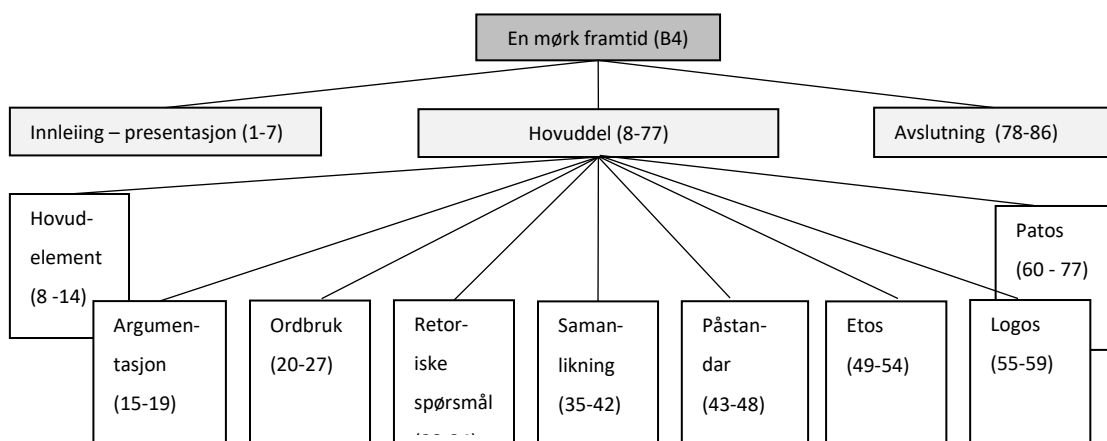 En mørk framtid (B4)
Innleiing – presentasjon (1-7)
Hovuddel (8-77)
Avslutning (78-86)
Hovud-
element
(8 -14)
Patos
(60 - 77)
Argumen-
tasjon
(15-19)
Ordbruk
(20-27)
Retor-
iske
spørsmål
Saman-
likning
(35-42)
Påstan-
dar
(43-48)
Etos
(49-54)
Logos
(55-59)